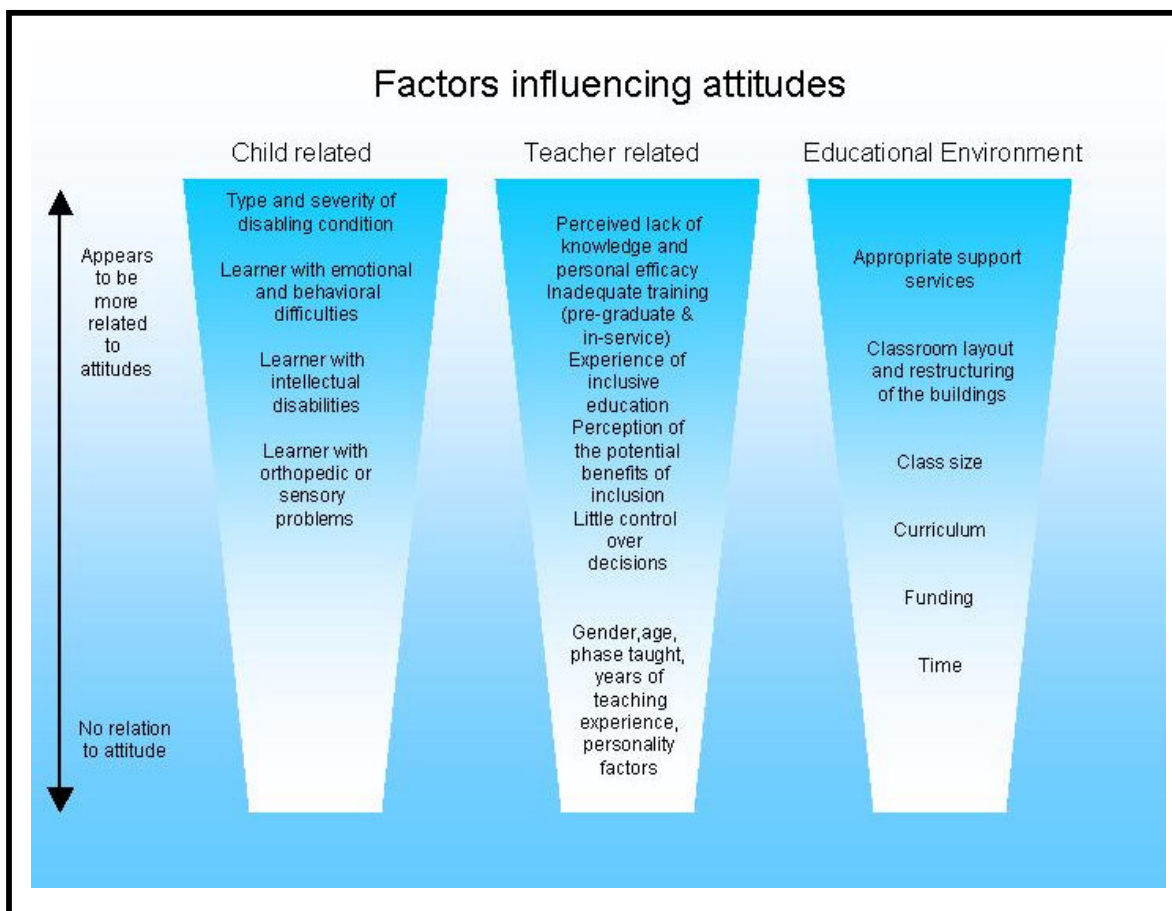 Factors influencing attitudes
Child related
Teacher related
Educational Environment
Appears
to be
more
related
to
attitudes
No relation
to attitude
Type and severity of
disabling condition
Learner with emotional
and behavioral
difficulties
Learner with
intellectual
disabilities
Learner with
orthopedic or
sensory
problems
Perceived lack of
knowledge and
personal efficacy
Inadequate training
(pre-graduate &
in-service)
Experience of
inclusive
education
Perception of
the potential
benefits of
inclusion
Little control
over
decisions
Gender,age,
phase taught,
years of
teaching
experience,
personality
factors
Appropriate support
services
Classroom layout
and restructuring
of the buildings
Class size
Curriculum
Funding
Time